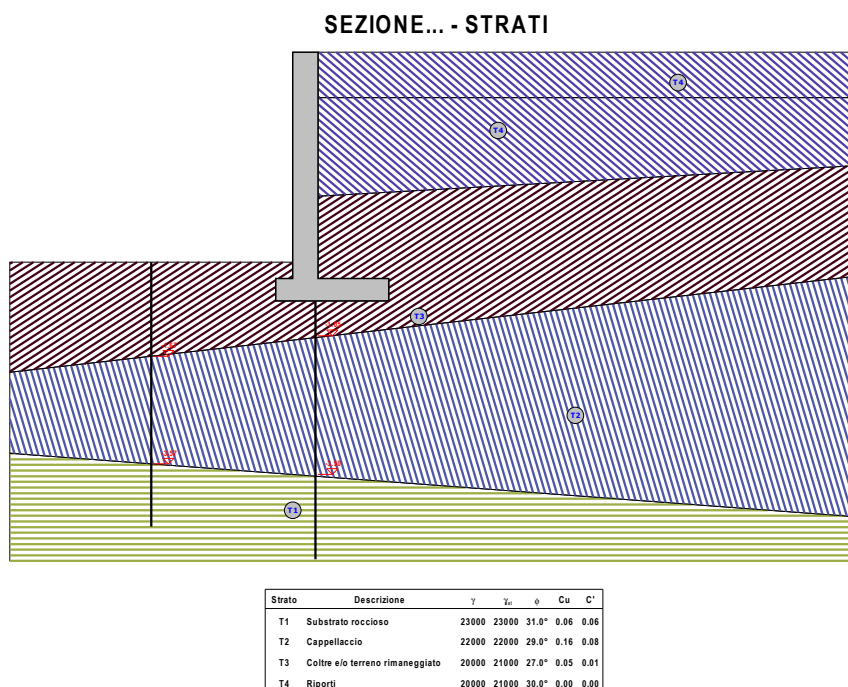 SEZIONE... - STRATI
T4
T4
T3
T2
T1
Strato Descrizione γ γsat ϕ Cu C'
T1 Substrato roccioso 23000 23000 31.0° 0.06 0.06
T2 Cappellaccio 22000 22000 29.0° 0.16 0.08
T3 Coltre e/o terreno rimaneggiato 20000 21000 27.0° 0.05 0.01
T4 Riporti 20000 21000 30.0° 0.00 0.00